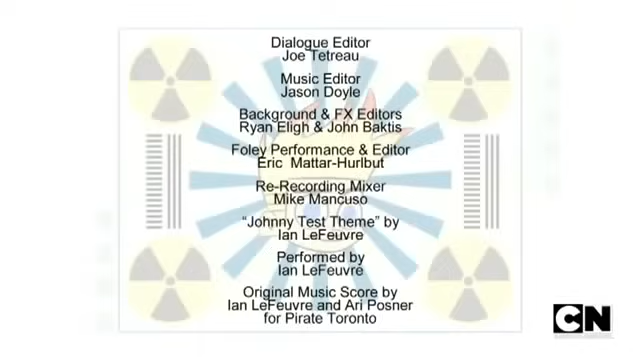 Dialogue Editor
Joe Tetreau
Music Editor
Jason Doyle
Background & FX Editors
Ryan Eligh & John Baktis
Foley Performance & Editor
Eric Mattar-Hurlbut
Re-Recording Mixer
Mike Mancuso
“Johnny Test Theme” by
Ian LeFeuvre
Performed by
Ian LeFeuvre
Original Music Score by
Ian LeFeuvre and Ari Posner
for Pirate Toronto
CN